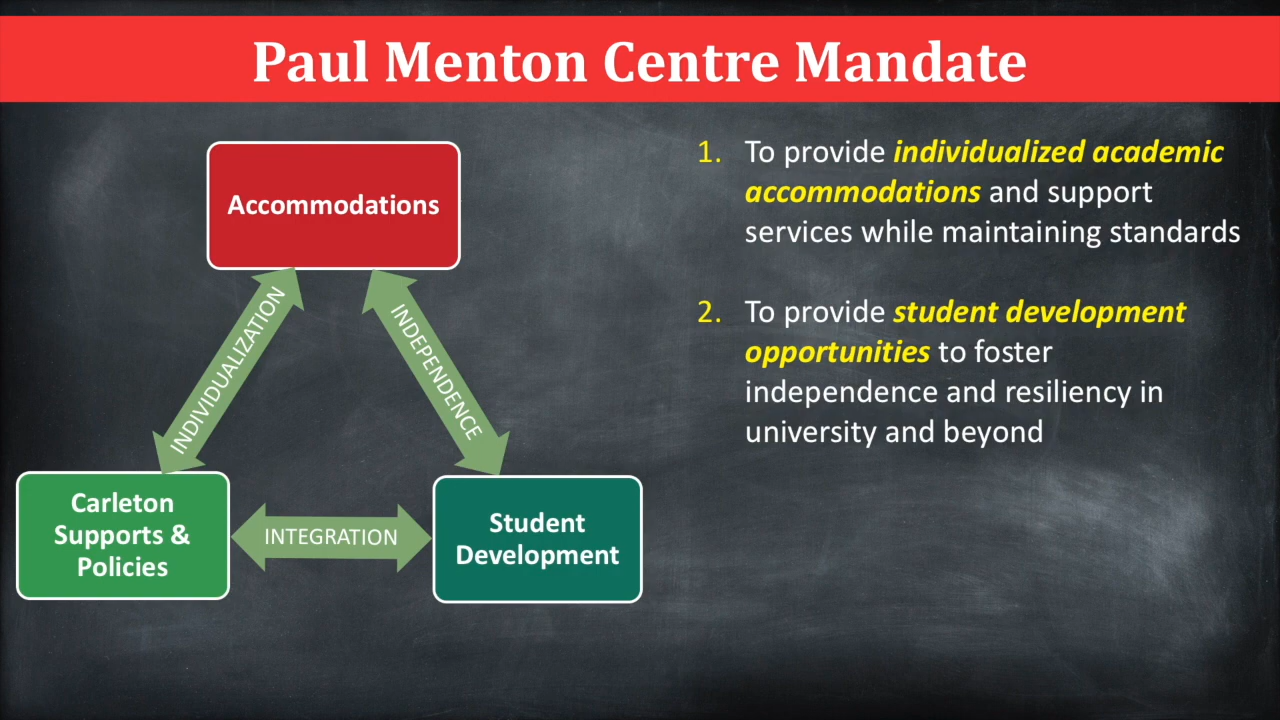 Paul Menton Centre Mandate
Accommodations
INDIVIDUALIZATION
INDEPENDENCE
Carleton
Supports &
Policies
INTEGRATION
Student
Development
1. To provide individualized academic
accommodations and support
services while maintaining standards
2. To provide student development
opportunities to foster
independence and resiliency in
university and beyond